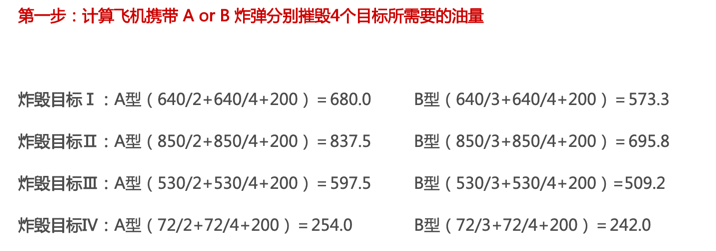 第一步：计算飞机携带 A or B 炸弹分别摧毁4个目标所需要的油量
炸毁目标Ⅰ：A型（640/2+640/4+200）＝680.0 B型（640/3+640/4+200）＝573.3
炸毁目标Ⅱ：A型（850/2+850/4+200）＝837.5 B型（850/3+850/4+200）＝695.8
炸毁目标Ⅲ：A型（530/2+530/4+200）＝597.5 B型（530/3+530/4+200）=509.2
炸毁目标Ⅳ：A型（72/2+72/4+200）＝254.0 B型（72/3+72/4+200）＝242.0